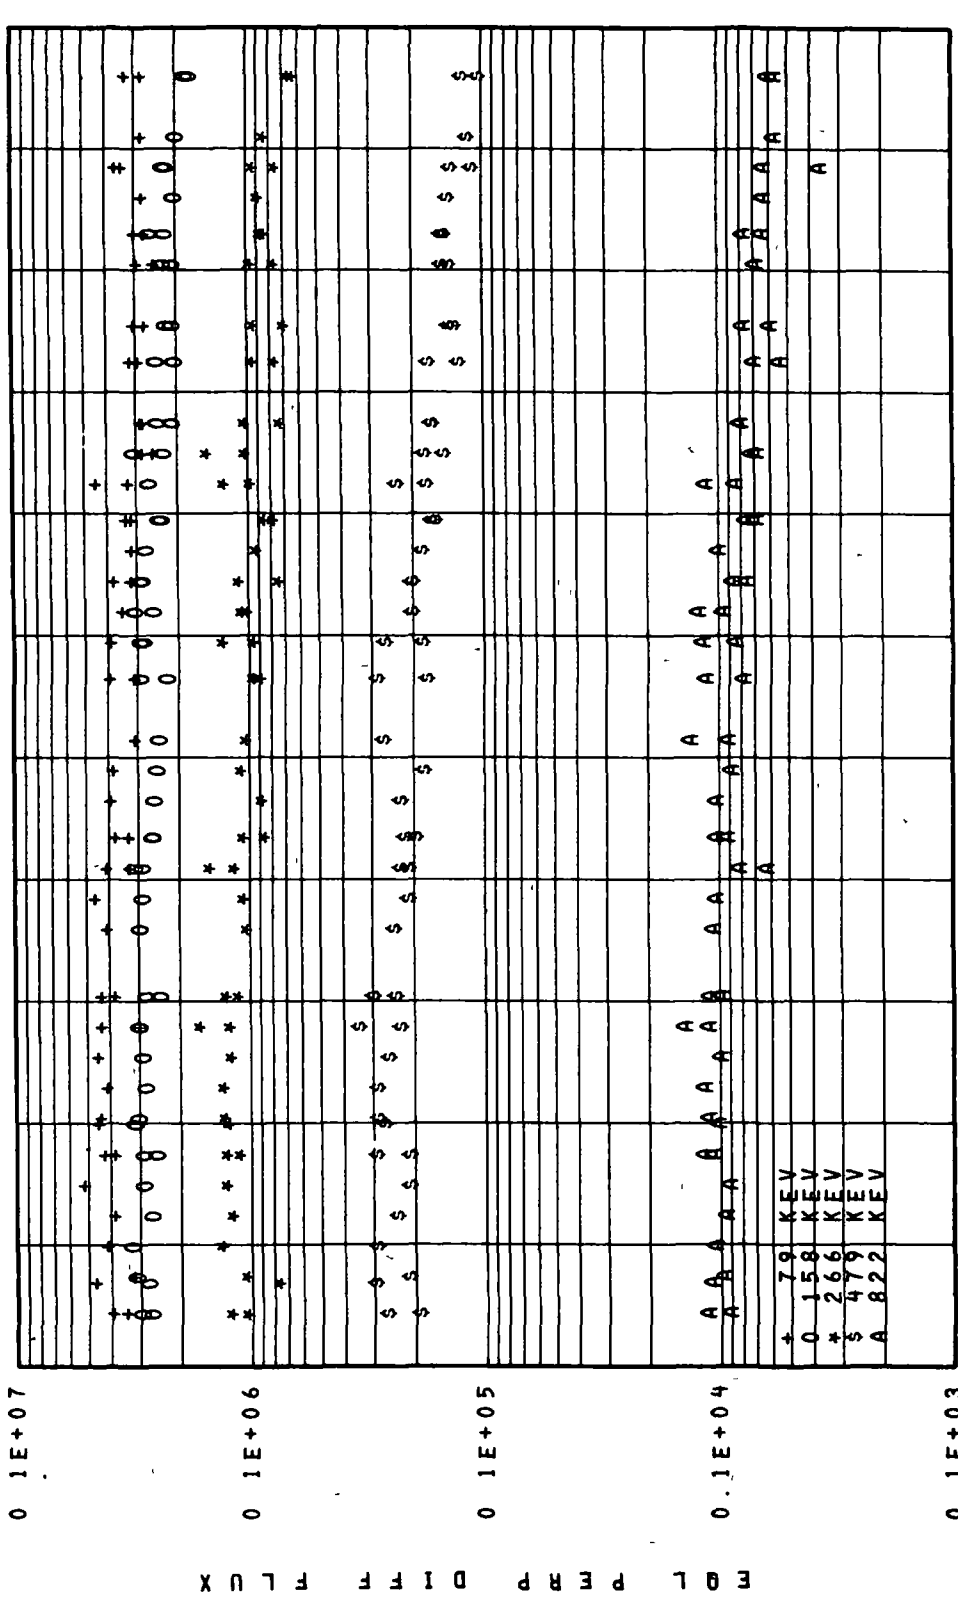 0.1E+07
0.1E+06
0.1E+05
0.1E+04
0.1E+03
EQL PERP DIFF FLUX
+ 79 KEV
O 158 KEV
* 266 KEV
S 479 KEV
A 822 KEV